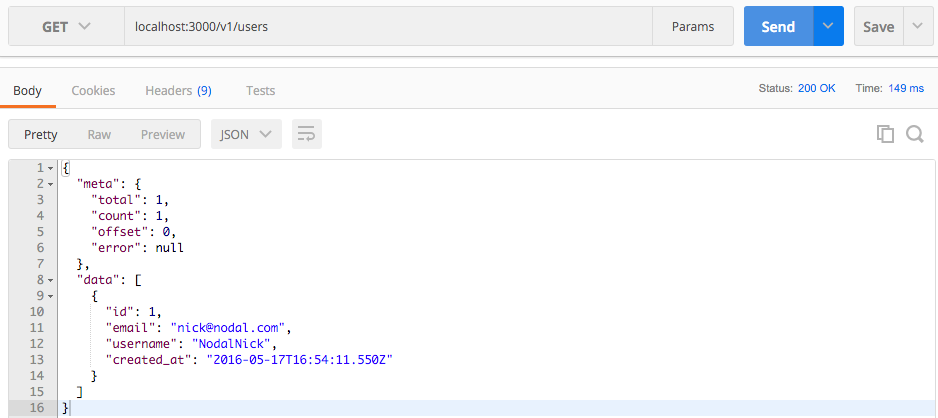 GET localhost:3000/v1/users Params Send Save
Body Cookies Headers (9) Tests Status: 200 OK Time: 149 ms
Pretty Raw Preview JSON
1 {
2 "meta": {
3 "total": 1,
4 "count": 1,
5 "offset": 0,
6 "error": null
7 },
8 "data": [
9 {
10 "id": 1,
11 "email": "nick@nodal.com",
12 "username": "NodalNick",
13 "created_at": "2016-05-17T16:54:11.550Z"
14 }
15 ]
16 }